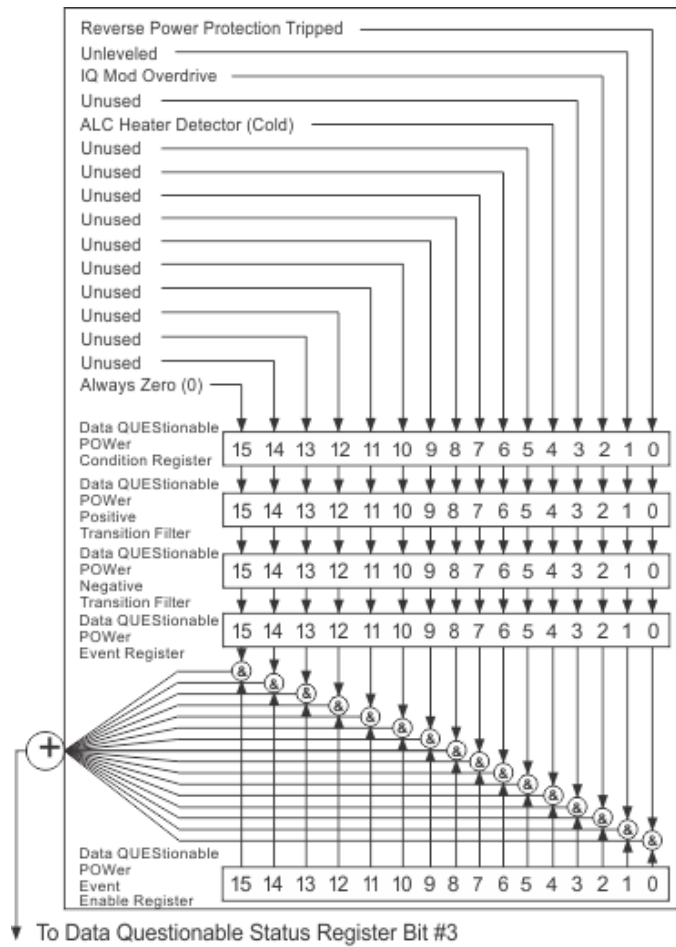 Reverse Power Protection Tripped
Unleveled
IQ Mod Overdrive
Unused
ALC Heater Detector (Cold)
Unused
Unused
Unused
Unused
Unused
Unused
Unused
Unused
Unused
Unused
Always Zero (0)
Data QUEStionable
POWer
Condition Register
15 14 13 12 11 10 9 8 7 6 5 4 3 2 1 0
Data QUEStionable
POWer
Positive
Transition Filter
15 14 13 12 11 10 9 8 7 6 5 4 3 2 1 0
Data QUEStionable
POWer
Negative
Transition Filter
15 14 13 12 11 10 9 8 7 6 5 4 3 2 1 0
Data QUEStionable
POWer
Event Register
15 14 13 12 11 10 9 8 7 6 5 4 3 2 1 0
& & & & & & & & & & & & & & & &
+
Data QUEStionable
POWer
Event
Enable Register
15 14 13 12 11 10 9 8 7 6 5 4 3 2 1 0
To Data Questionable Status Register Bit #3